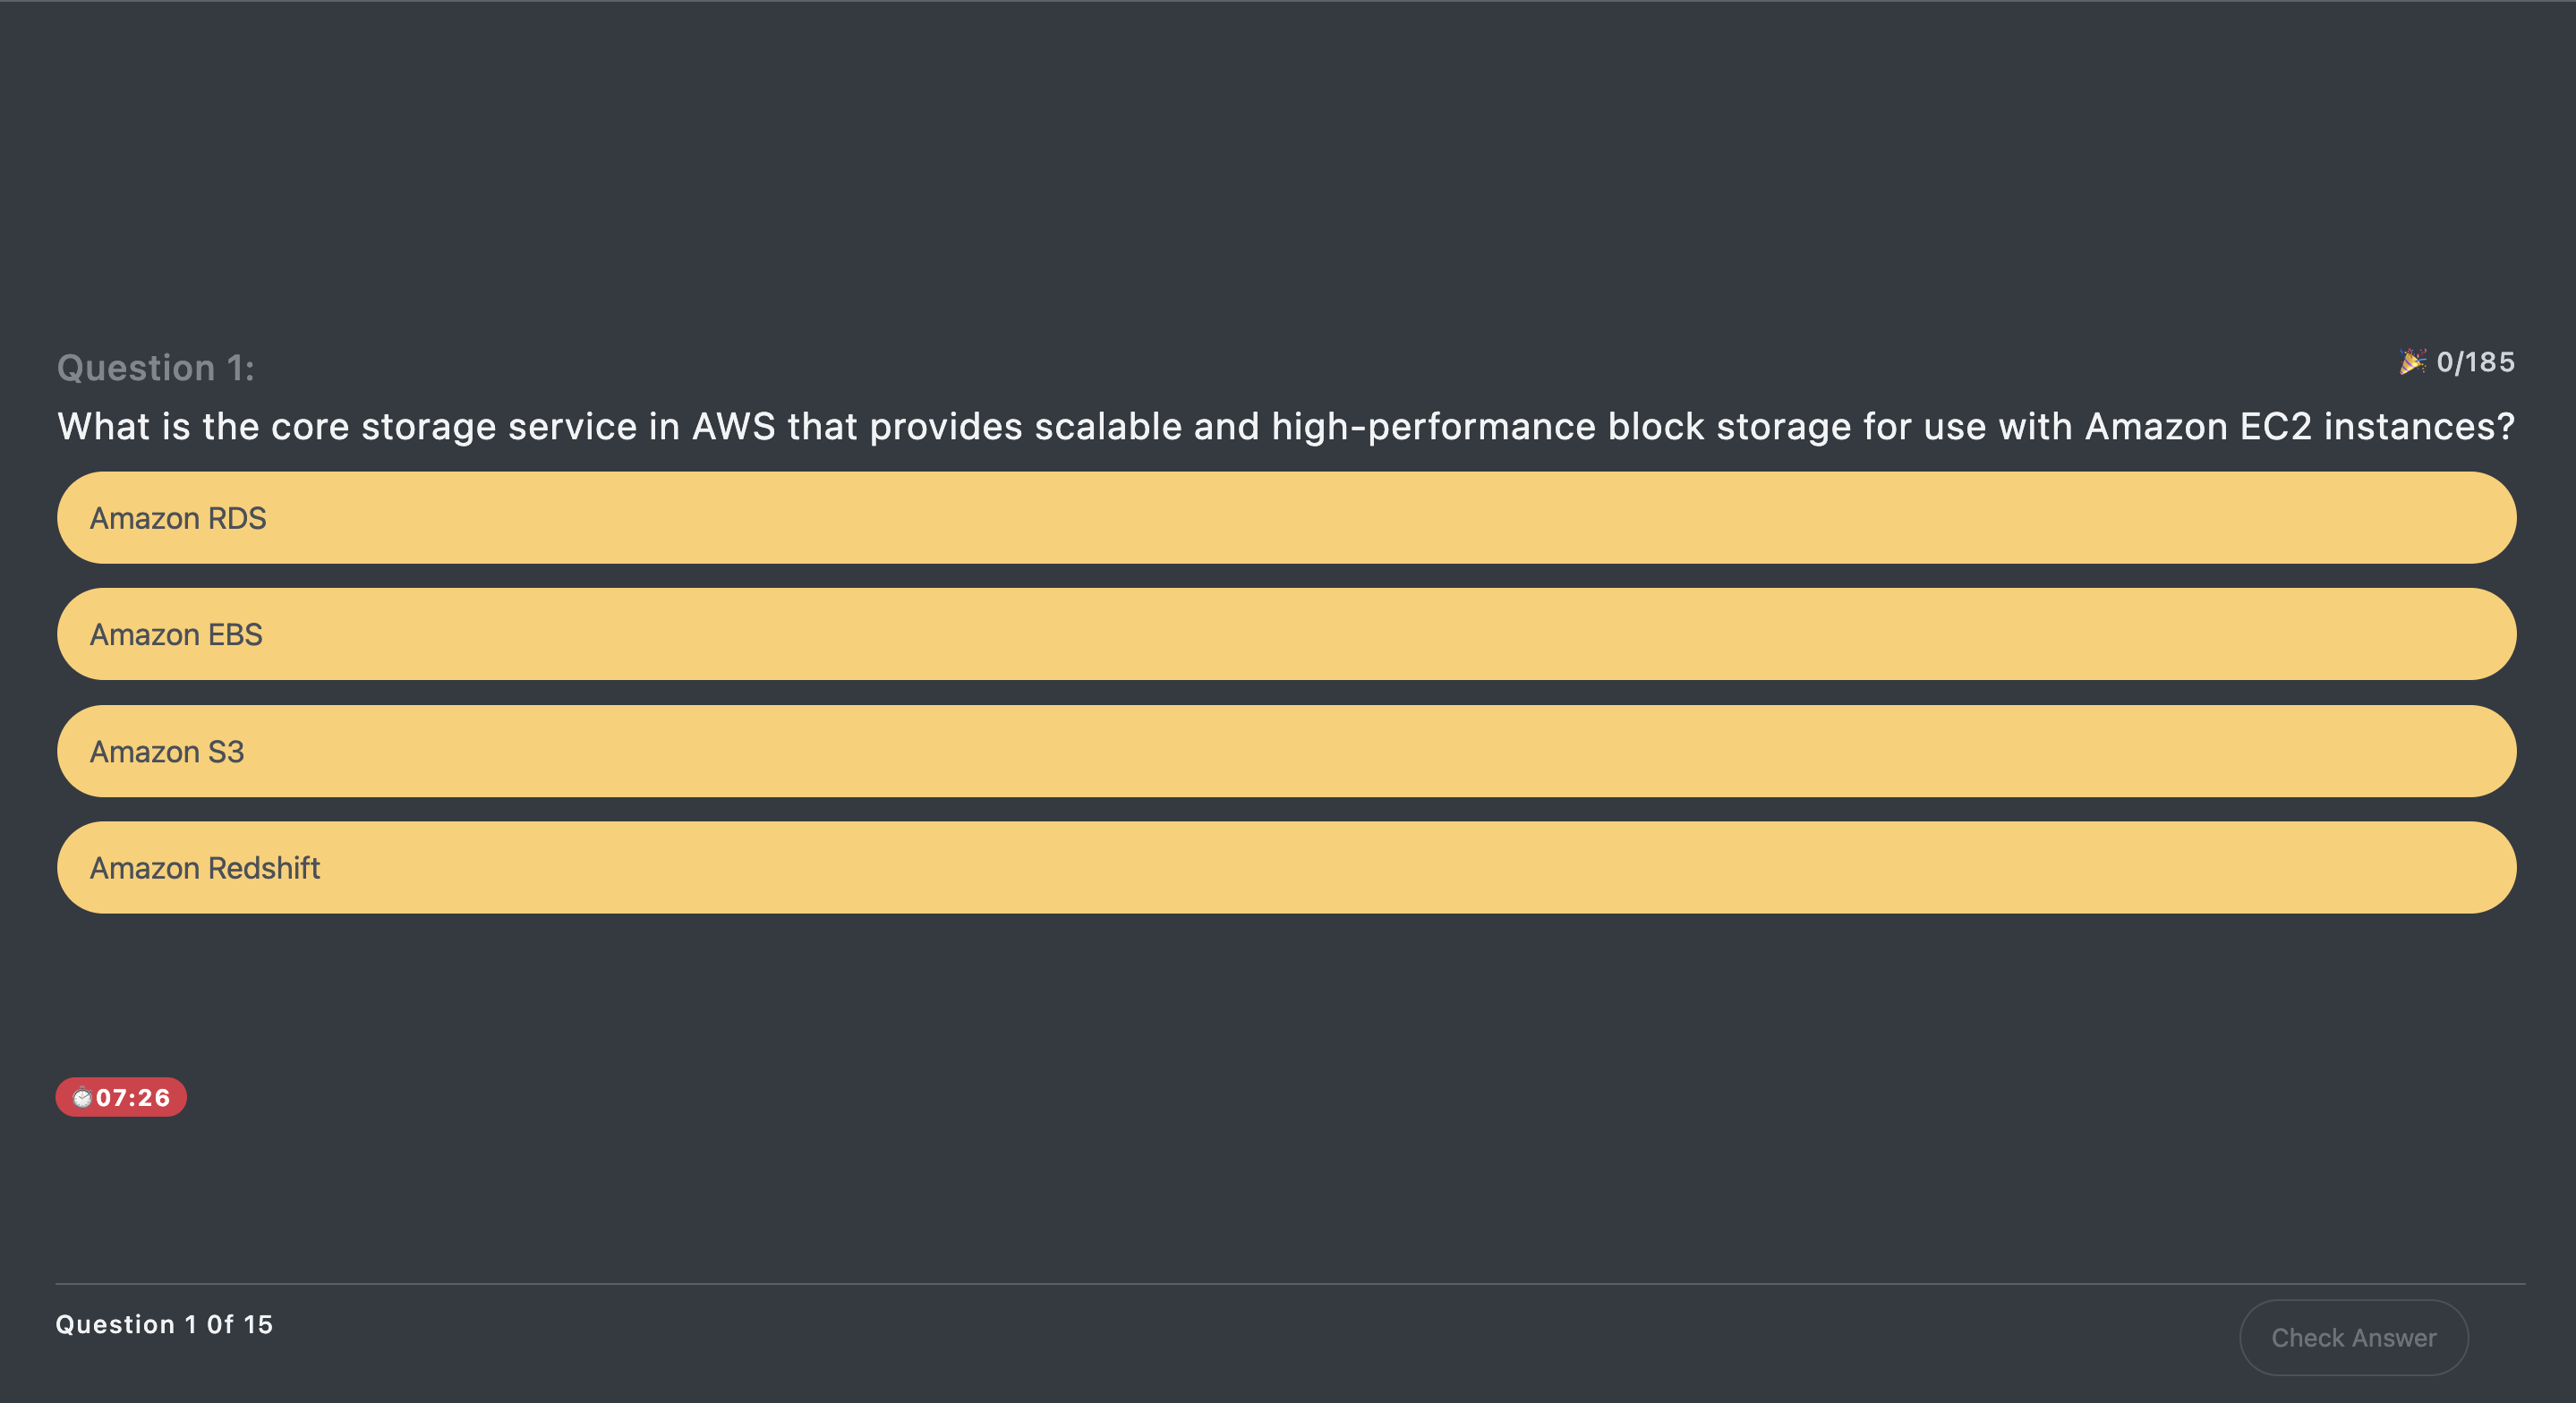 Question 1:
🎉 0/185
What is the core storage service in AWS that provides scalable and high-performance block storage for use with Amazon EC2 instances?
Amazon RDS
Amazon EBS
Amazon S3
Amazon Redshift
⏱07:26
Question 1 Of 15
Check Answer